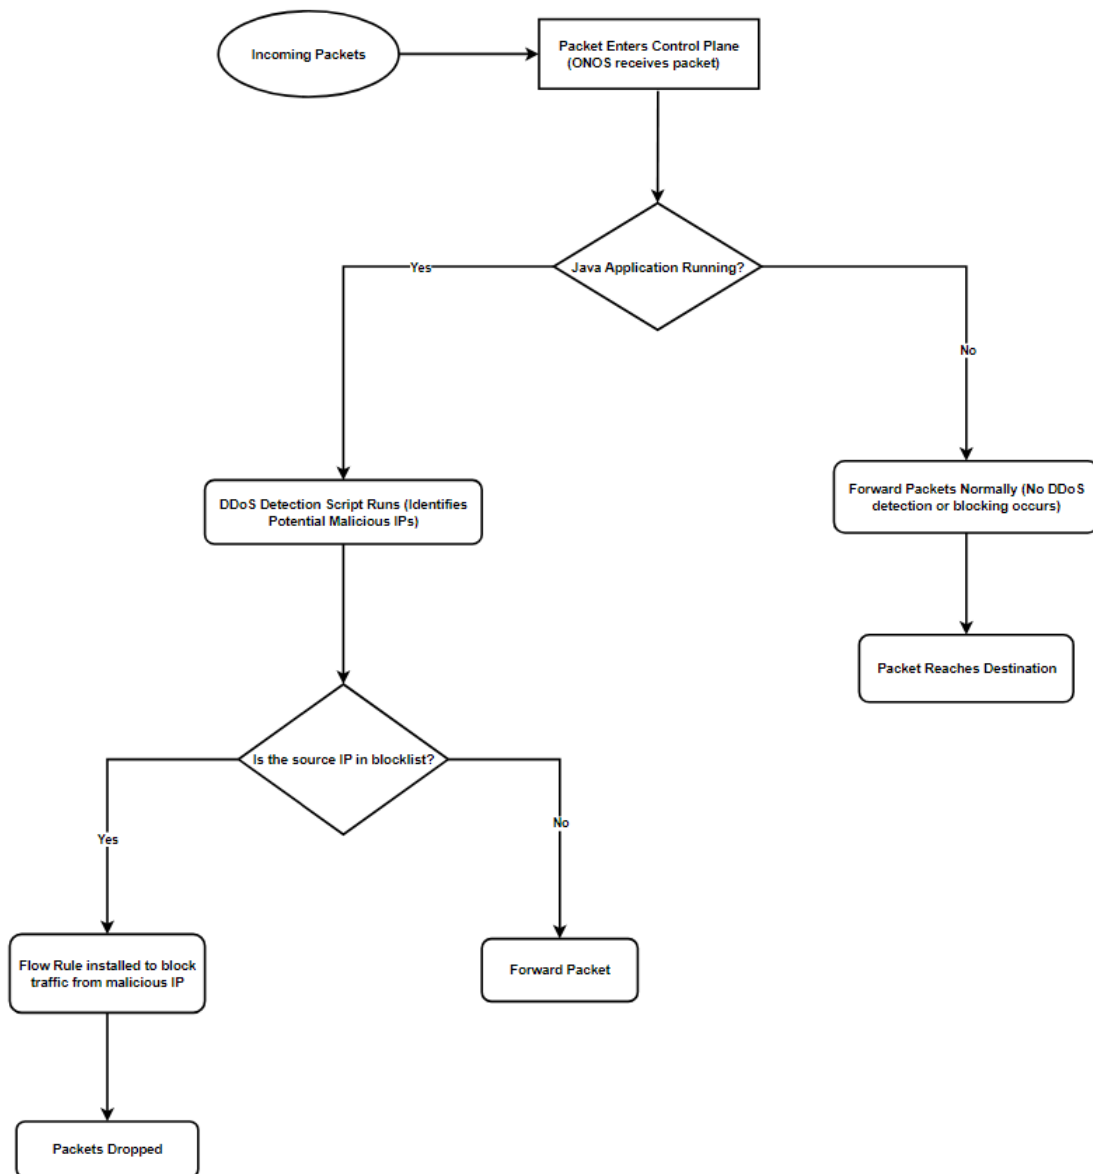 Incoming Packets
Packet Enters Control Plane
(ONOS receives packet)
Java Application Running?
Yes
No
DDoS Detection Script Runs (Identifies
Potential Malicious IPs)
Forward Packets Normally (No DDoS
detection or blocking occurs)
Packet Reaches Destination
Is the source IP in blocklist?
Yes
No
Flow Rule installed to block
traffic from malicious IP
Forward Packet
Packets Dropped